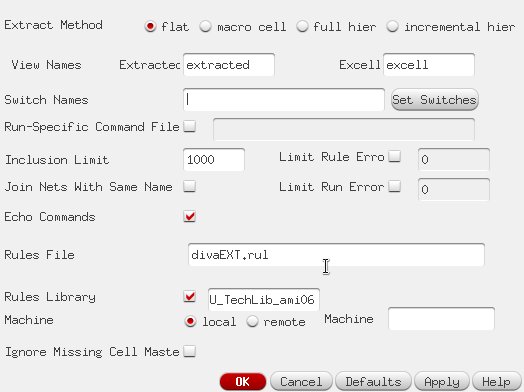 Extract Method flat macro cell full hier incremental hier
View Names Extracted extracted Excell excell
Switch Names Set Switches
Run-Specific Command File
Inclusion Limit 1000 Limit Rule Erro 0
Join Nets With Same Name Limit Run Error 0
Echo Commands
Rules File divaEXT.rul
Rules Library U_TechLib_ami06
Machine local remote Machine
Ignore Missing Cell Maste
OK Cancel Defaults Apply Help